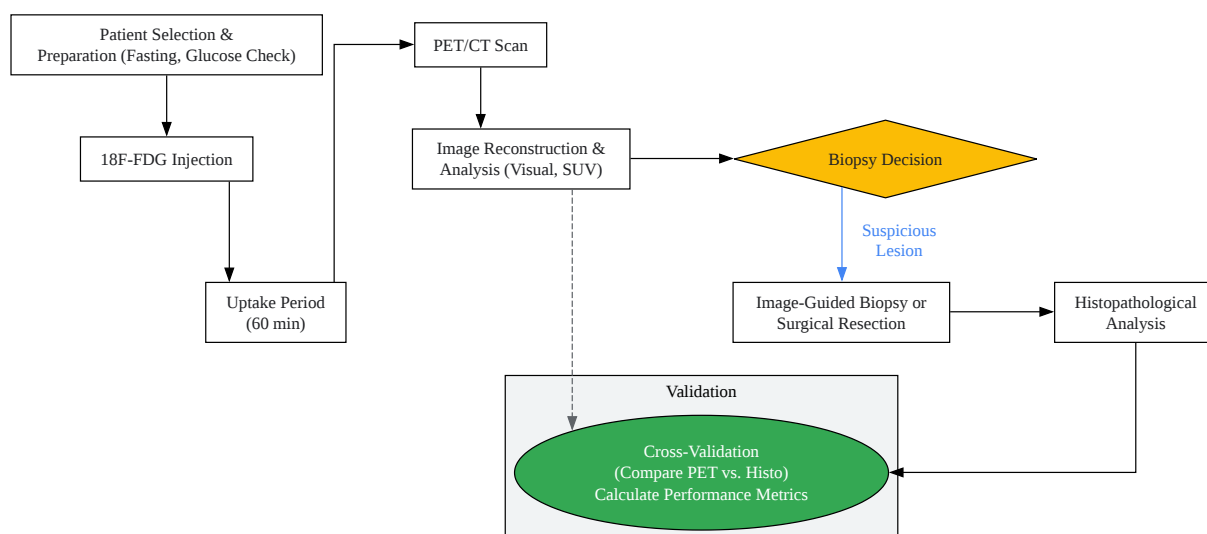 Patient Selection &
Preparation (Fasting, Glucose Check)
18F-FDG Injection
Uptake Period
(60 min)
PET/CT Scan
Image Reconstruction &
Analysis (Visual, SUV)
Biopsy Decision
Suspicious
Lesion
Image-Guided Biopsy or
Surgical Resection
Histopathological
Analysis
Validation
Cross-Validation
(Compare PET vs. Histo)
Calculate Performance Metrics